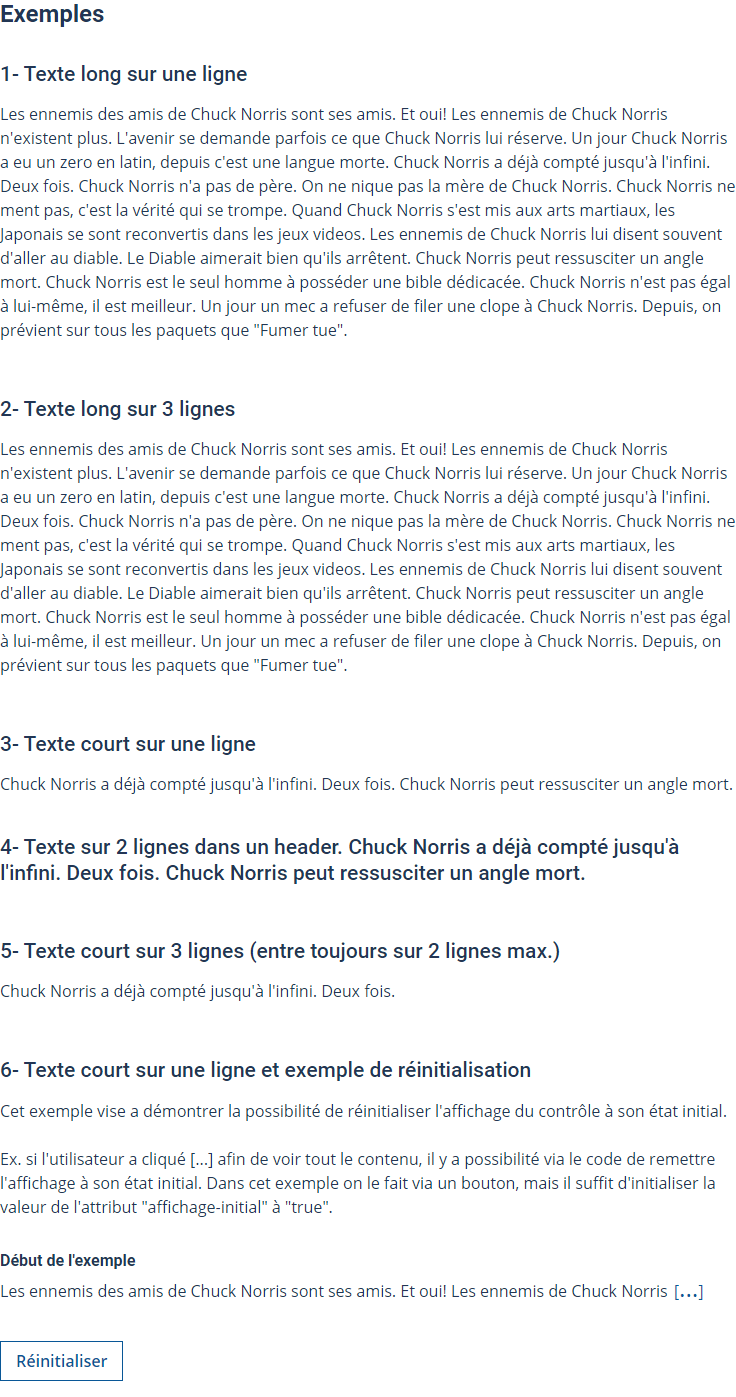 Exemples
1- Texte long sur une ligne
Les ennemis des amis de Chuck Norris sont ses amis. Et oui! Les ennemis de Chuck Norris
n'existent plus. L'avenir se demande parfois ce que Chuck Norris lui réserve. Un jour Chuck Norris
a eu un zero en latin, depuis c'est une langue morte. Chuck Norris a déjà compté jusqu'à l'infini.
Deux fois. Chuck Norris n'a pas de père. On ne nique pas la mère de Chuck Norris. Chuck Norris ne
ment pas, c'est la vérité qui se trompe. Quand Chuck Norris s'est mis aux arts martiaux, les
Japonais se sont reconvertis dans les jeux videos. Les ennemis de Chuck Norris lui disent souvent
d'aller au diable. Le Diable aimerait bien qu'ils arrêtent. Chuck Norris peut ressusciter un angle
mort. Chuck Norris est le seul homme à posséder une bible dédicacée. Chuck Norris n'est pas égal
à lui-même, il est meilleur. Un jour un mec a refuser de filer une clope à Chuck Norris. Depuis, on
prévient sur tous les paquets que "Fumer tue".
2- Texte long sur 3 lignes
Les ennemis des amis de Chuck Norris sont ses amis. Et oui! Les ennemis de Chuck Norris
n'existent plus. L'avenir se demande parfois ce que Chuck Norris lui réserve. Un jour Chuck Norris
a eu un zero en latin, depuis c'est une langue morte. Chuck Norris a déjà compté jusqu'à l'infini.
Deux fois. Chuck Norris n'a pas de père. On ne nique pas la mère de Chuck Norris. Chuck Norris ne
ment pas, c'est la vérité qui se trompe. Quand Chuck Norris s'est mis aux arts martiaux, les
Japonais se sont reconvertis dans les jeux videos. Les ennemis de Chuck Norris lui disent souvent
d'aller au diable. Le Diable aimerait bien qu'ils arrêtent. Chuck Norris peut ressusciter un angle
mort. Chuck Norris est le seul homme à posséder une bible dédicacée. Chuck Norris n'est pas égal
à lui-même, il est meilleur. Un jour un mec a refuser de filer une clope à Chuck Norris. Depuis, on
prévient sur tous les paquets que "Fumer tue".
3- Texte court sur une ligne
Chuck Norris a déjà compté jusqu'à l'infini. Deux fois. Chuck Norris peut ressusciter un angle mort.
4- Texte sur 2 lignes dans un header. Chuck Norris a déjà compté jusqu'à
l'infini. Deux fois. Chuck Norris peut ressusciter un angle mort.
5- Texte court sur 3 lignes (entre toujours sur 2 lignes max.)
Chuck Norris a déjà compté jusqu'à l'infini. Deux fois.
6- Texte court sur une ligne et exemple de réinitialisation
Cet exemple vise a démontrer la possibilité de réinitialiser l'affichage du contrôle à son état initial.
Ex. si l'utilisateur a cliqué [...] afin de voir tout le contenu, il y a possibilité via le code de remettre
l'affichage à son état initial. Dans cet exemple on le fait via un bouton, mais il suffit d'initialiser la
valeur de l'attribut "affichage-initial" à "true".
Début de l'exemple
Les ennemis des amis de Chuck Norris sont ses amis. Et oui! Les ennemis de Chuck Norris [...]
Réinitialiser